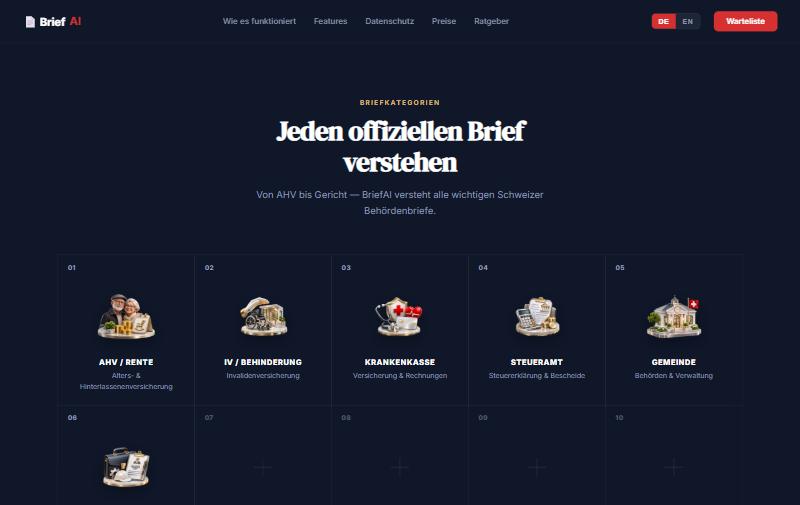 Brief AI
Wie es funktioniert
Features
Datenschutz
Preise
Ratgeber
DE
EN
Warteliste
BRIEFKATEGORIEN
Jeden offiziellen Brief
verstehen
Von AHV bis Gericht — BriefAI versteht alle wichtigen Schweizer
Behördenbriefe.
01
AHV / RENTE
Alters- &
Hinterlassenenversicherung
02
IV / BEHINDERUNG
Invalidenversicherung
03
KRANKENKASSE
Versicherung & Rechnungen
04
STEUERAMT
Steuererklärung & Bescheide
05
GEMEINDE
Behörden & Verwaltung
06
07
08
09
10